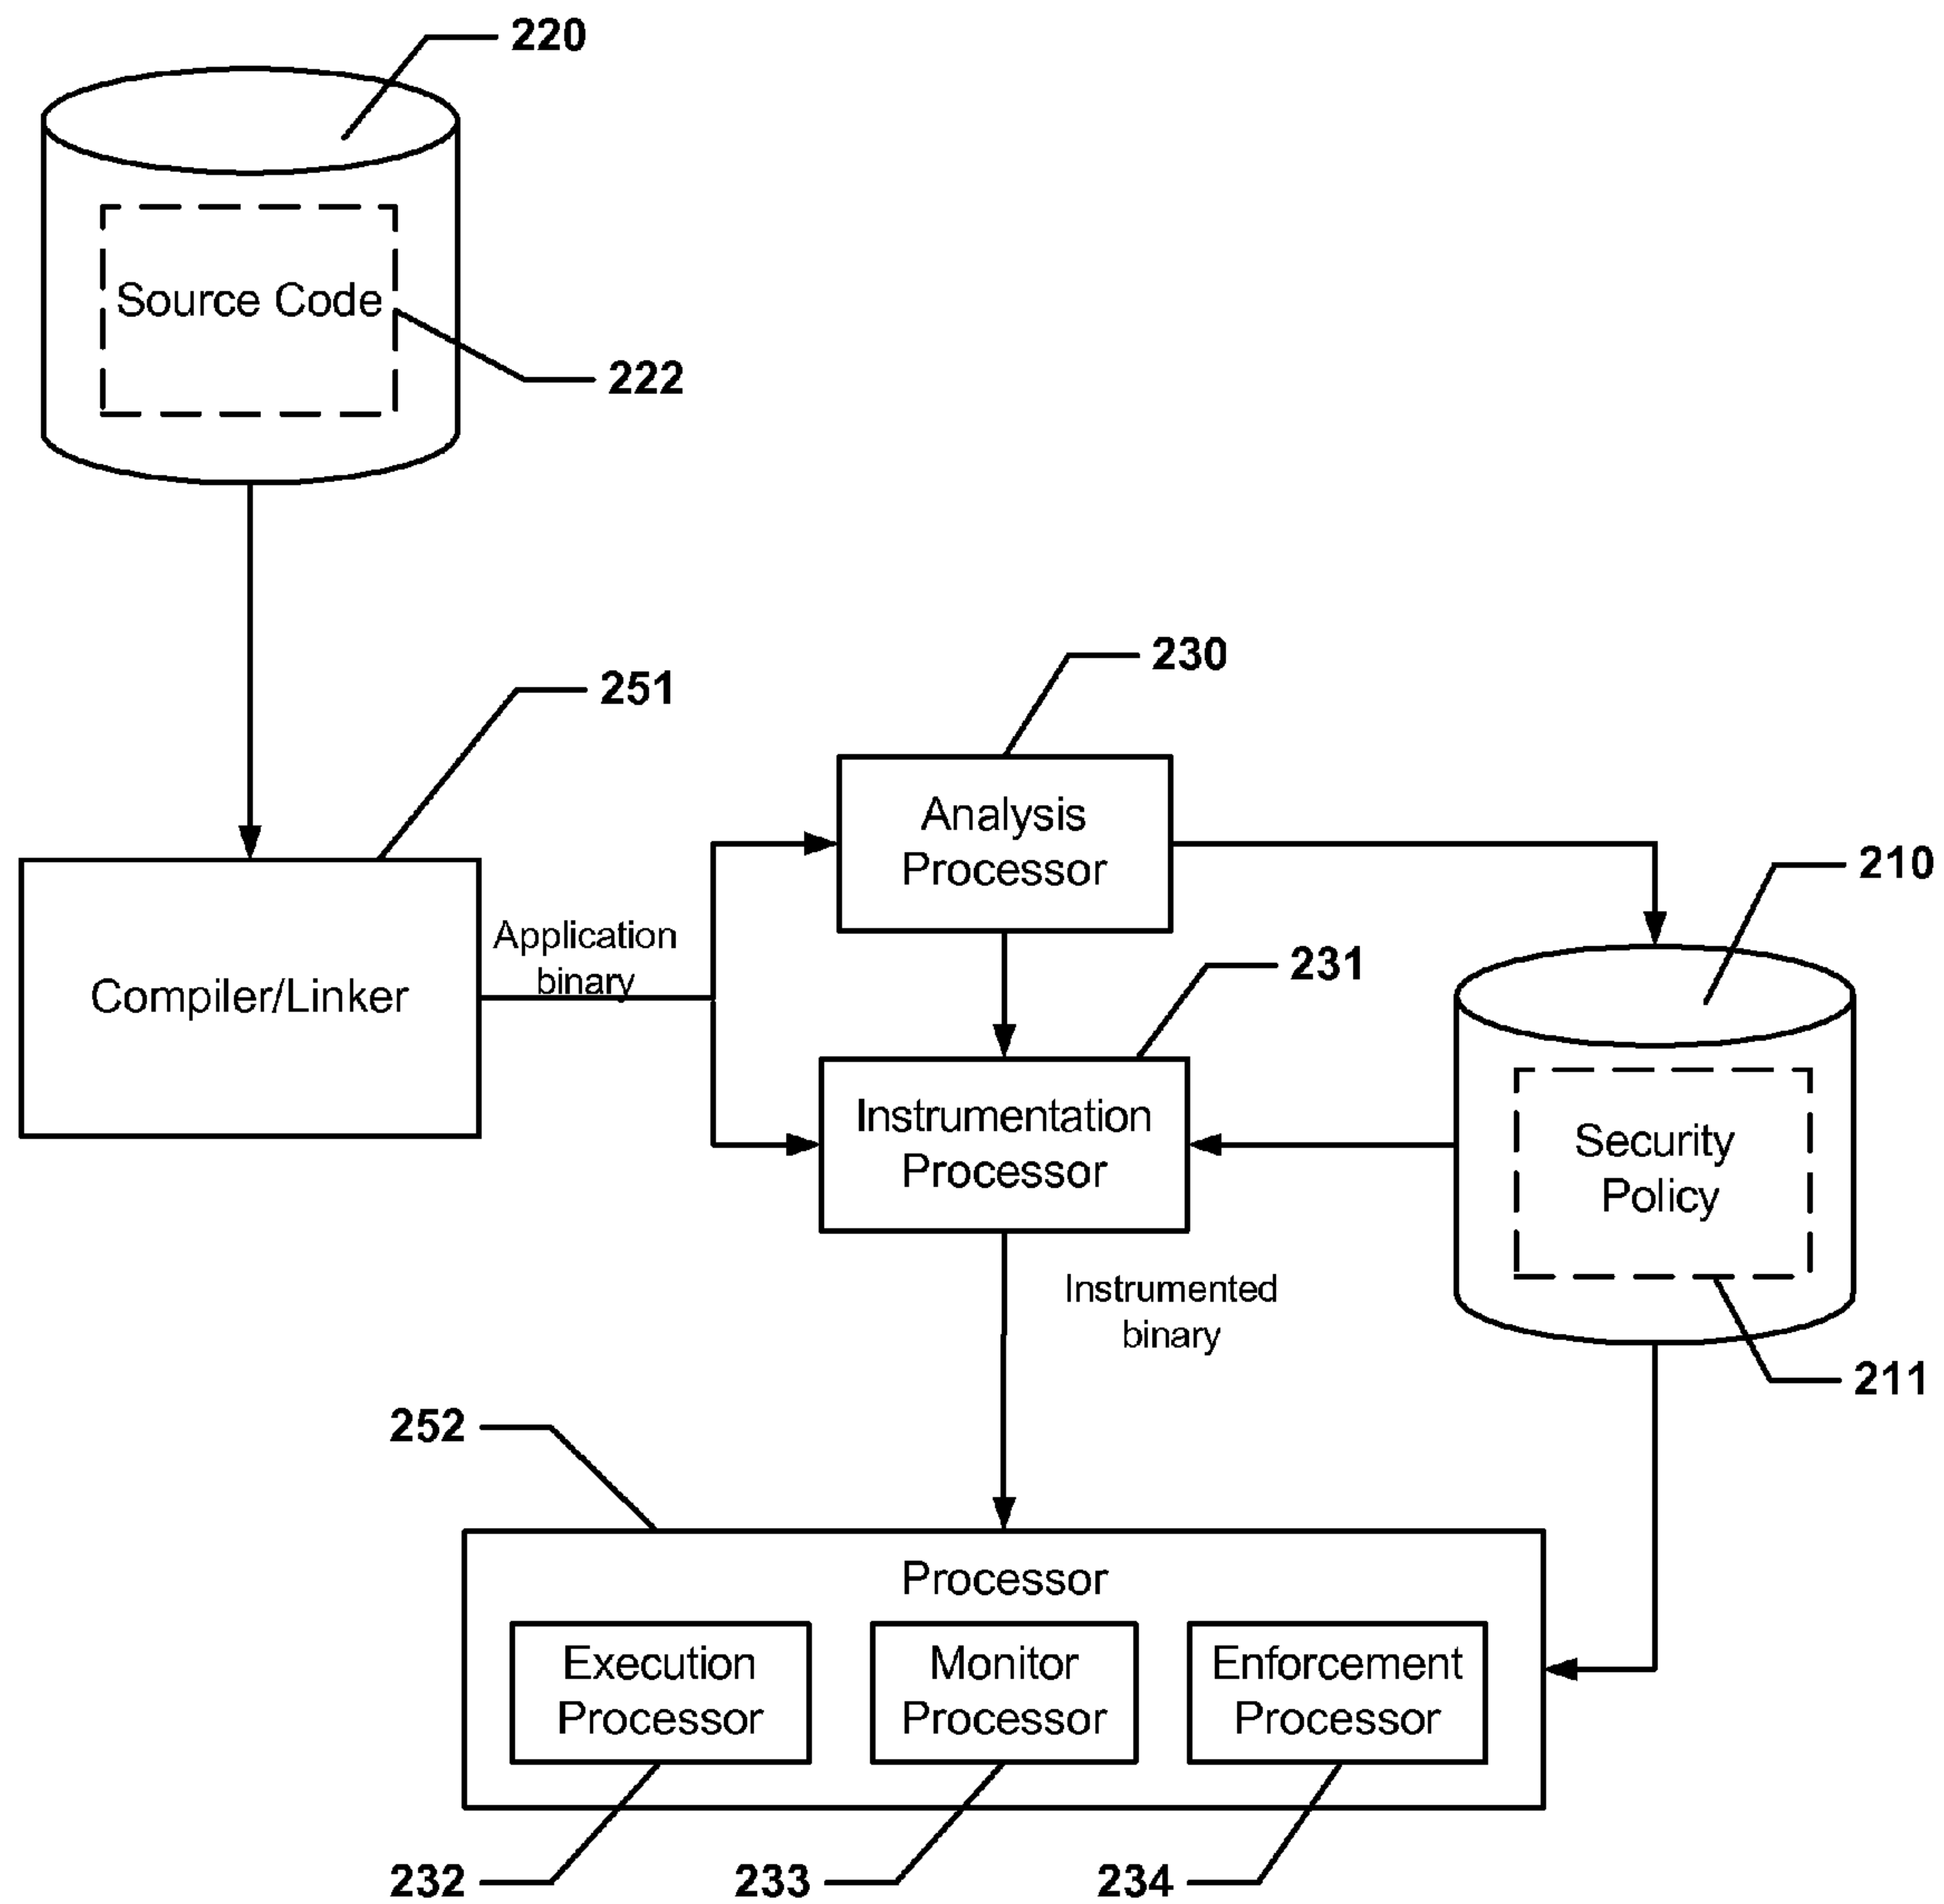 220
Source Code
222
251
230
Analysis
Processor
210
Application
binary
231
Compiler/Linker
Instrumentation
Processor
Security
Policy
Instrumented
binary
211
252
Processor
Execution
Processor
Monitor
Processor
Enforcement
Processor
232
233
234